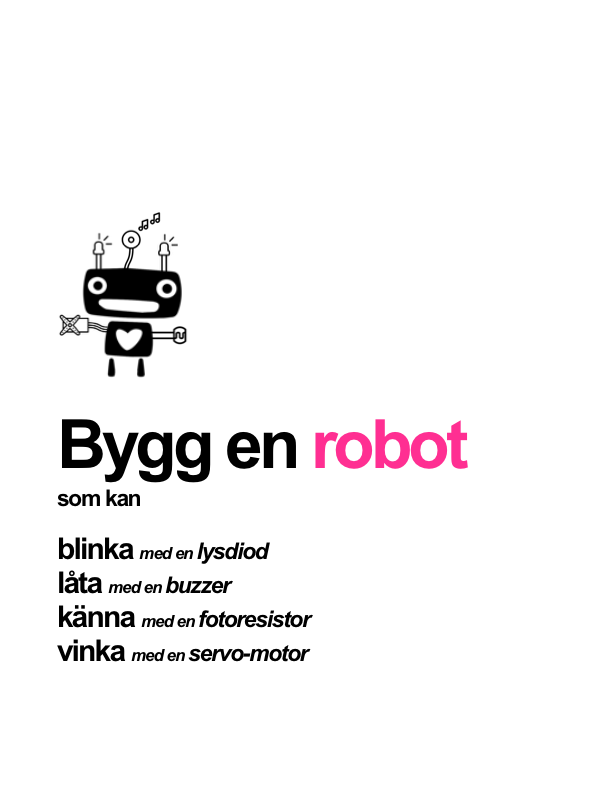 Bygg en robot
som kan
blinka med en lysdiod
låta med en buzzer
känna med en fotoresistor
vinka med en servo-motor